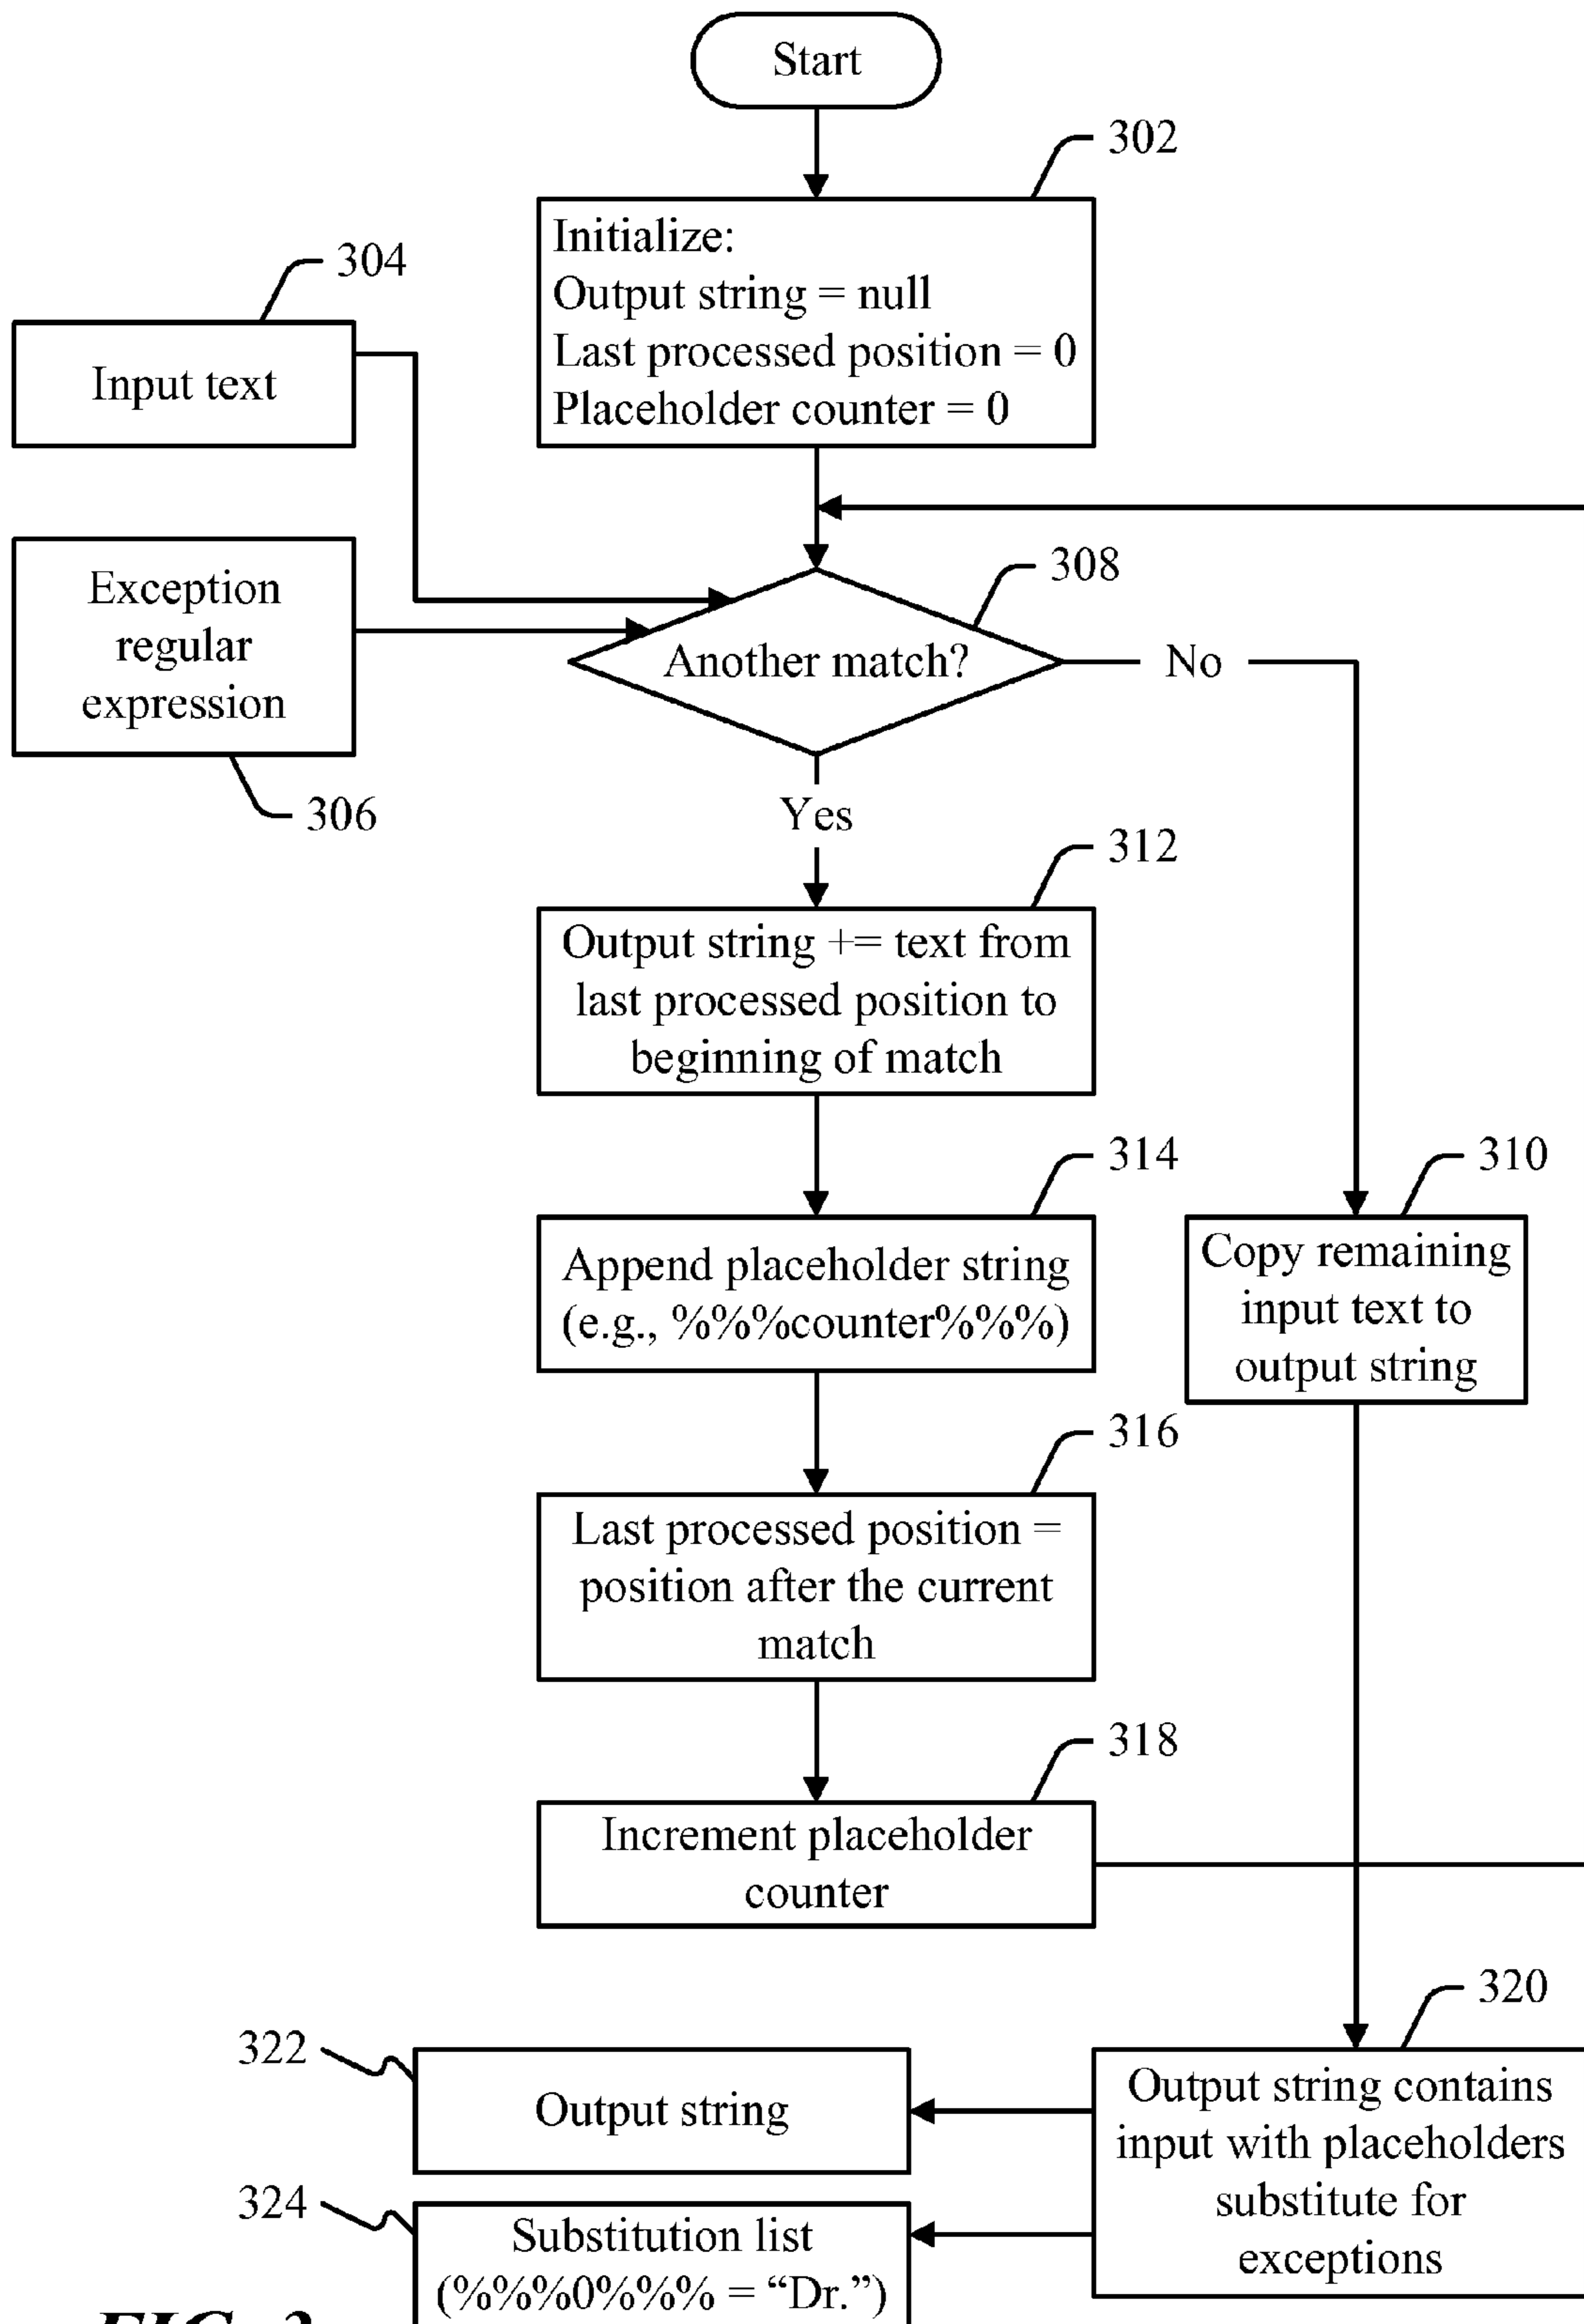 Start
302
Initialize:
Output string = null
Last processed position = 0
Placeholder counter = 0
304
Input text
Exception
regular
expression
306
308
Another match?
No
Yes
312
Output string += text from
last processed position to
beginning of match
314
Append placeholder string
(e.g., %%%counter%%%)
310
Copy remaining
input text to
output string
316
Last processed position =
position after the current
match
318
Increment placeholder
counter
320
Output string contains
input with placeholders
substitute for
exceptions
322
Output string
324
Substitution list
(%%%0%%% = “Dr.”)